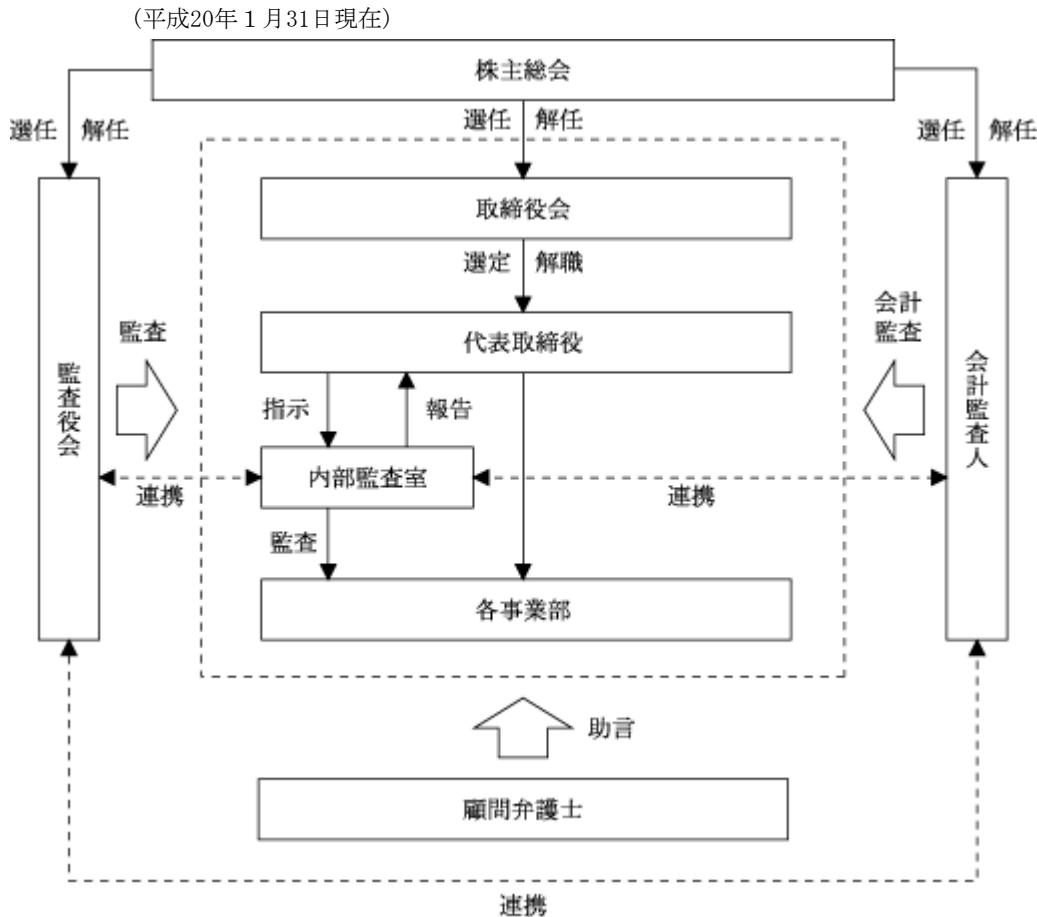 (平成20年１月31日現在)
株主総会
選任 解任
選任 解任
選任 解任
取締役会
選定 解職
代表取締役
監査
会計
監査
監査役会
会計監査人
指示
報告
内部監査室
連携
連携
監査
各事業部
助言
顧問弁護士
連携